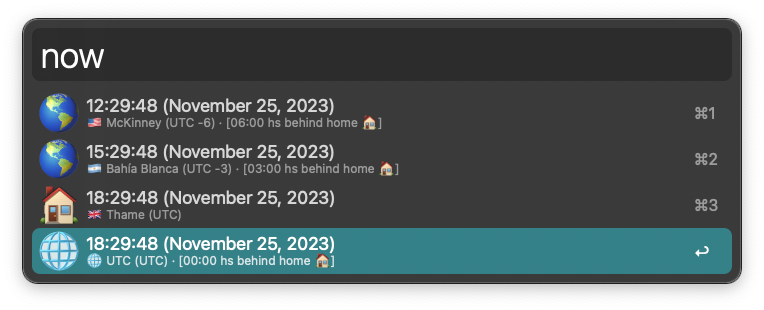 now
12:29:48 (November 25, 2023)
🇺🇸 McKinney (UTC -6) · [06:00 hs behind home 🏠]
⌘1
15:29:48 (November 25, 2023)
🇦🇷 Bahía Blanca (UTC -3) · [03:00 hs behind home 🏠]
⌘2
18:29:48 (November 25, 2023)
🇬🇧 Thame (UTC)
⌘3
18:29:48 (November 25, 2023)
🌐 UTC (UTC) · [00:00 hs behind home 🏠]
↩